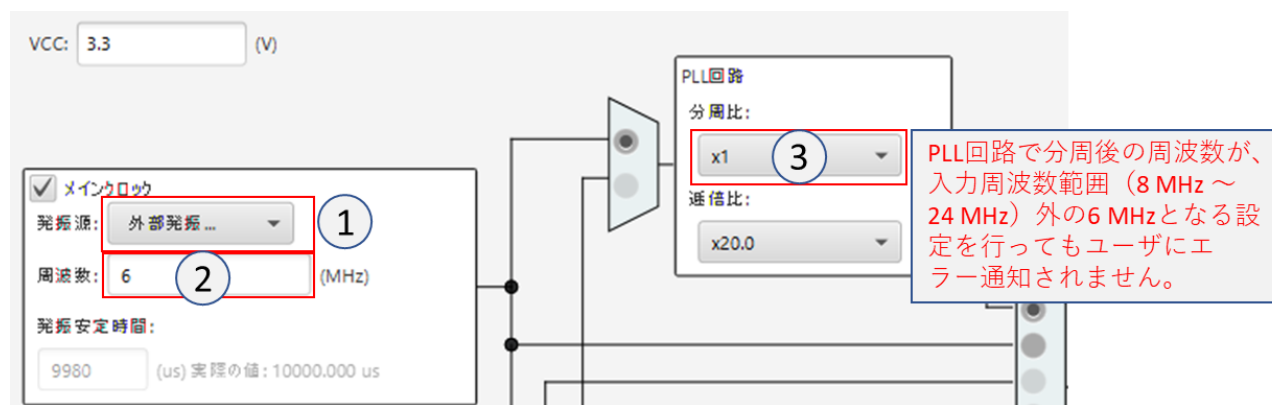 VCC: 3.3 (V)
PLL回路
分周比:
x1
3
逓倍比:
x20.0
PLL回路で分周後の周波数が、
入力周波数範囲（8 MHz ～
24 MHz）外の6 MHzとなる設
定を行ってもユーザにエ
ラー通知されません。
メインクロック
発振源: 外部発振 ...
1
周波数: 6 (MHz)
2
発振安定時間:
9980 (us) 実際の値: 10000.000 us